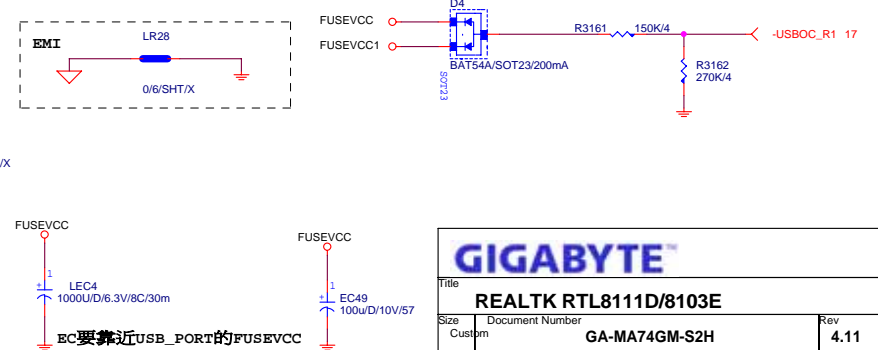 EMI
LR28
0/6/SHT/X
FUSEVCC
FUSEVCC1
D4
BAT54A/SOT23/200mA
SOT23
R3161
150K/4
-USBOC_R1 17
R3162
270K/4
/X
FUSEVCC
1
+
LEC4
1000U/D/6.3V/8C/30m
FUSEVCC
1
+
EC49
100u/D/10V/57
EC要靠近USB_PORT的FUSEVCC
GIGABYTE™
Title
REALTK RTL8111D/8103E
Size
Custom
Document Number
GA-MA74GM-S2H
Rev
4.11